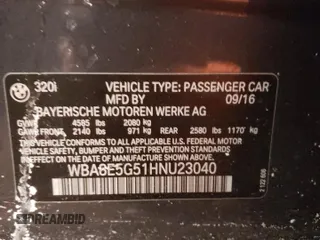 320i
VEHICLE TYPE: PASSENGER CAR
MFD BY 09/16
BAYERISCHE MOTOREN WERKE AG
GVWR 4585 lbs 2080 kg
GAWR FRONT 2140 lbs 971 kg REAR 2580 lbs 1170 kg
THIS VEHICLE CONFORMS TO ALL APPLICABLE
U.S. FEDERAL MOTOR VEHICLE SAFETY,
BUMPER, AND THEFT PREVENTION STANDARDS
IN EFFECT ON THE DATE OF
MANUFACTURE SHOWN ABOVE
WBA8E5G51HNU23040
DREAMBID